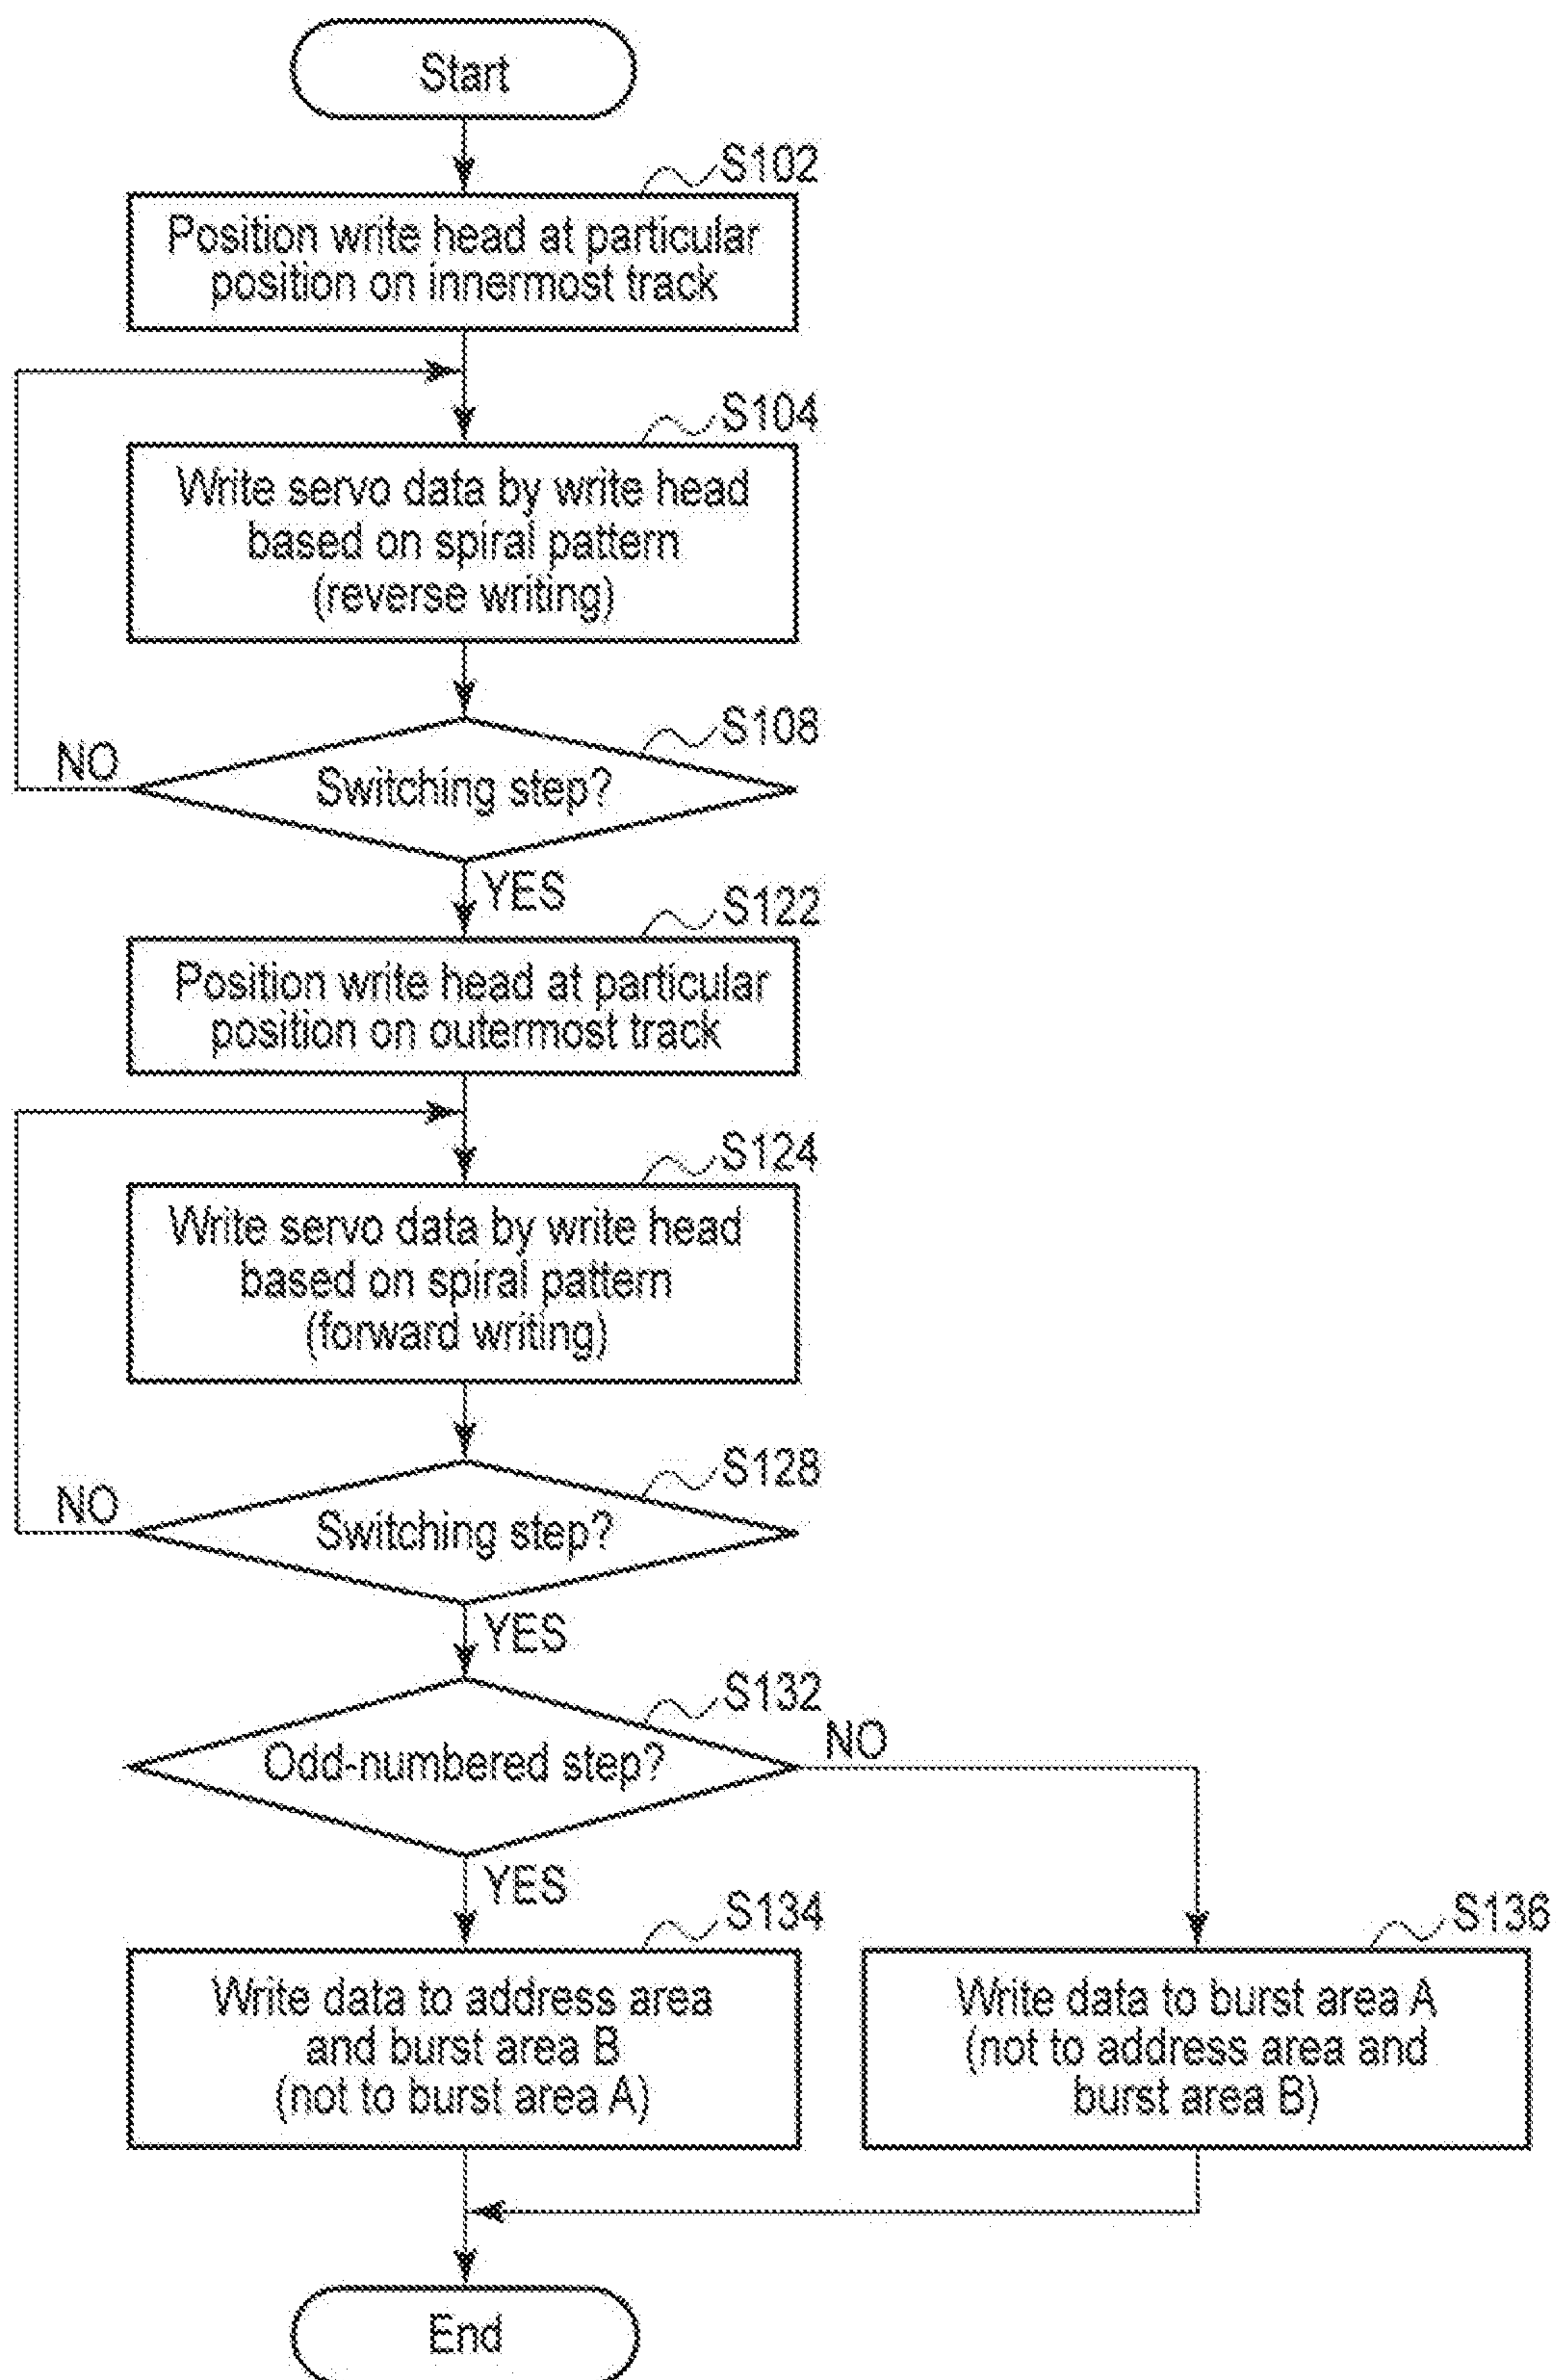 Start
S102
Position write head at particular
position on innermost track
S104
Write servo data by write head
based on spiral pattern
(reverse writing)
S108
NO
Switching step?
YES
S122
Position write head at particular
position on outermost track
S124
Write servo data by write head
based on spiral pattern
(forward writing)
S128
NO
Switching step?
YES
S132
Odd-numbered step?
NO
YES
S134
Write data to address area
and burst area B
(not to burst area A)
S136
Write data to burst area A
(not to address area and
burst area B)
End